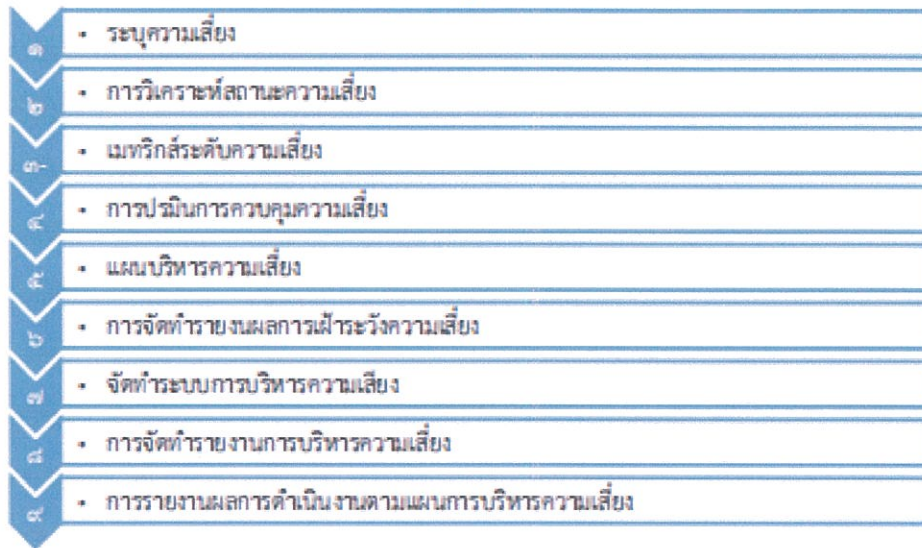 ๑ • ระบุความเสี่ยง
๒ • การวิเคราะห์สถานะความเสี่ยง
๓ • เมทริกส์ระดับความเสี่ยง
๔ • การปรมินการควบคุมความเสี่ยง
๕ • แผนบริหารความเสี่ยง
๖ • การจัดทำรายงนผลการเฝ้าระวังความเสี่ยง
๗ • จัดทำระบบการบริหารความเสียง
๘ • การจัดทำรายงานการบริหารความเสี่ยง
๙ • การรายงานผลการดำเนินงานตามแผนการบริหารความเสี่ยง